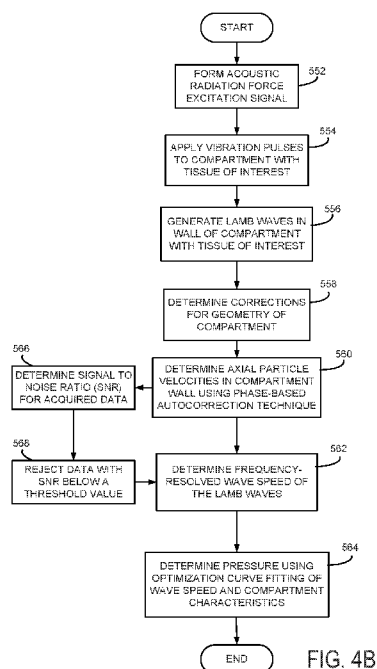 START
552
FORM ACOUSTIC
RADIATION FORCE
EXCITATION SIGNAL
554
APPLY VIBRATION PULSES
TO COMPARTMENT WITH
TISSUE OF INTEREST
556
GENERATE LAMB WAVES IN
WALL OF COMPARTMENT
WITH TISSUE OF INTEREST
558
DETERMINE CORRECTIONS
FOR GEOMETRY OF
COMPARTMENT
566
DETERMINE SIGNAL TO
NOISE RATIO (SNR)
FOR ACQUIRED DATA
560
DETERMINE AXIAL PARTICLE
VELOCITIES IN COMPARTMENT
WALL USING PHASE-BASED
AUTOCORRECTION TECHNIQUE
568
REJECT DATA WITH
SNR BELOW A
THRESHOLD VALUE
562
DETERMINE FREQUENCY-
RESOLVED WAVE SPEED
OF THE LAMB WAVES
564
DETERMINE PRESSURE USING
OPTIMIZATION CURVE FITTING OF
WAVE SPEED AND COMPARTMENT
CHARACTERISTICS
END
FIG. 4B